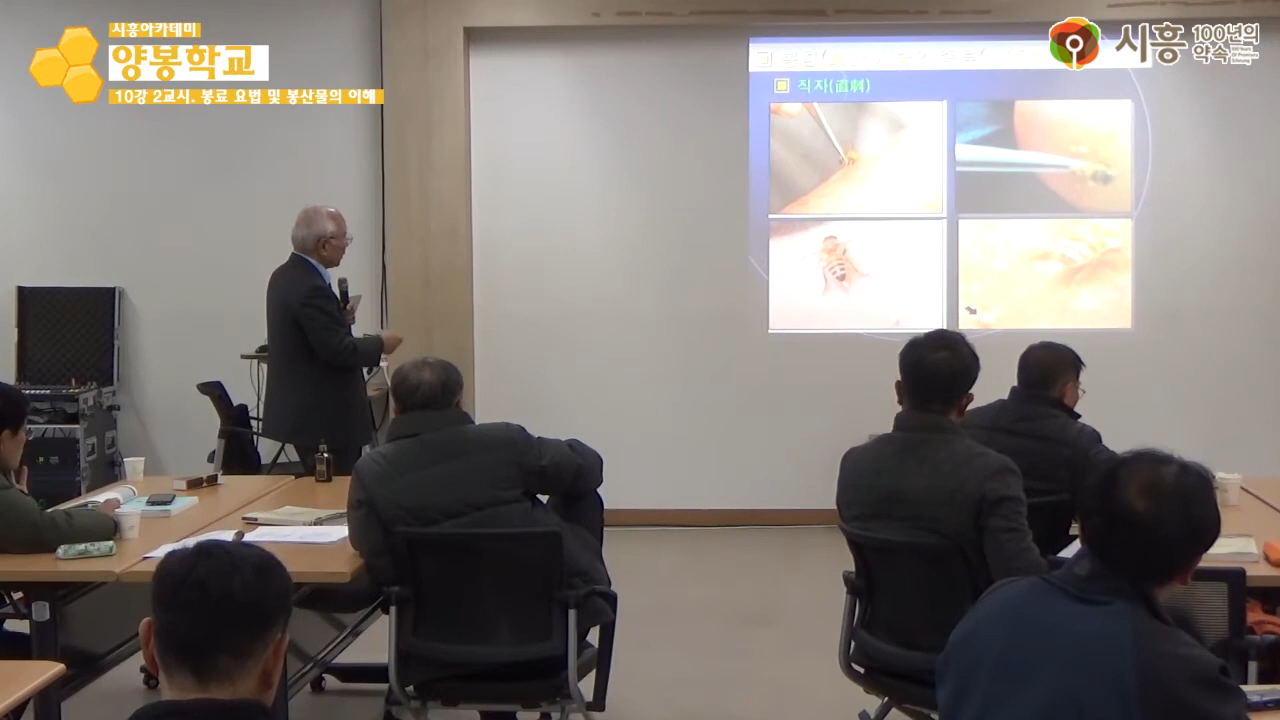 시흥아카데미
양봉학교
10강 2교시. 봉료 요법 및 봉산물의 이해
시흥 100년의 약속
직자(直刺)